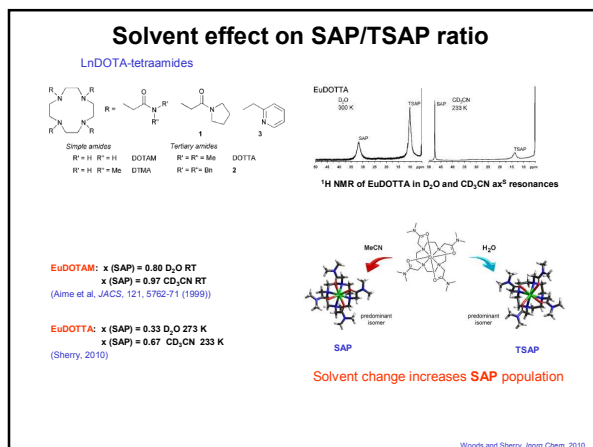 Solvent effect on SAP/TSAP ratio
LnDOTA-tetraamides
R R
N N
N N
R R
R =
O
N R'
R"
O
N
1
N
3
Simple amides Tertiary amides
R' = H R" = H DOTAM R' = R" = Me DOTTA
R' = H R" = Me DTMA R' = R" = Bn 2
EuDOTTA
D2O
300 K
SAP
TSAP
SAP
CD3CN
233 K
TSAP
ppm
ppm
1H NMR of EuDOTTA in D2O and CD3CN axS resonances
EuDOTAM: x (SAP) = 0.80 D2O RT
x (SAP) = 0.97 CD3CN RT
(Aime et al, JACS, 121, 5762-71 (1999))
EuDOTTA: x (SAP) = 0.33 D2O 273 K
x (SAP) = 0.67 CD3CN 233 K
(Sherry, 2010)
MeCN
H2O
predominant
isomer
SAP
predominant
isomer
TSAP
Solvent change increases SAP population
Woods and Sherry, Inorg Chem, 2010